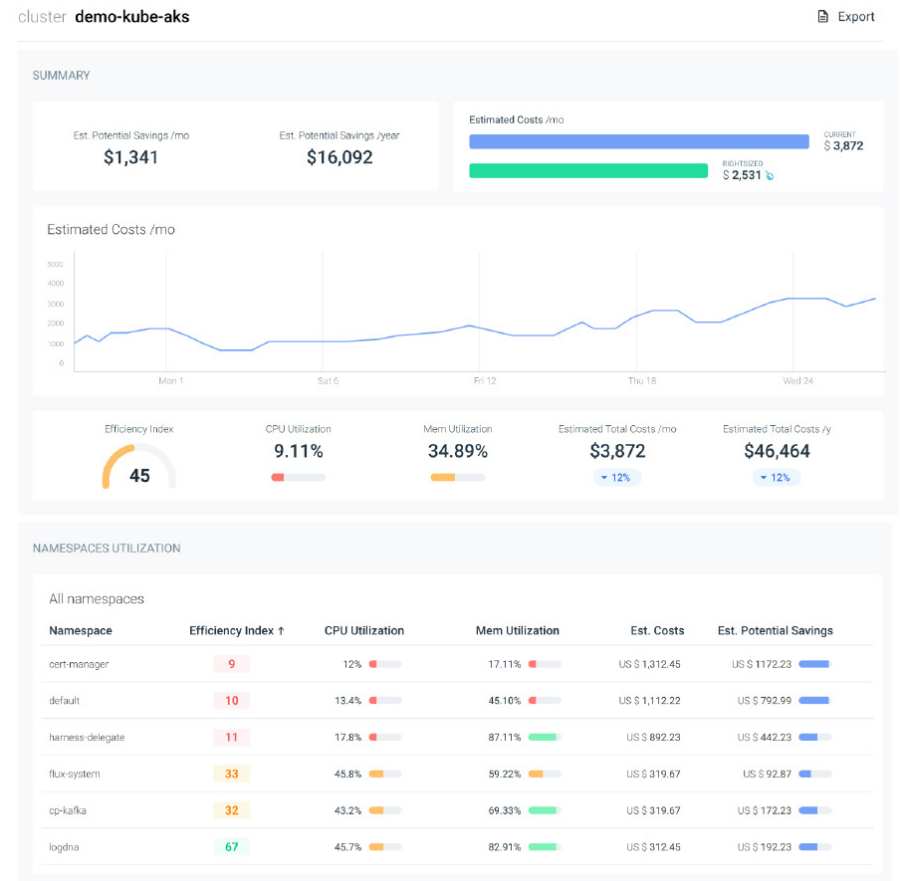 cluster demo-kube-aks
Export
SUMMARY
Est. Potential Savings /mo
$1,341
Est. Potential Savings /year
$16,092
Estimated Costs /mo
CURRENT
$ 3,872
RIGHTSIZED
$ 2,531
Estimated Costs /mo
5000
4000
3000
2000
1000
0
Mon 1
Sat 6
Fri 12
Thu 18
Wed 24
Efficiency Index
45
CPU Utilization
9.11%
Mem Utilization
34.89%
Estimated Total Costs /mo
$3,872
12%
Estimated Total Costs /y
$46,464
12%
NAMESPACES UTILIZATION
All namespaces
Namespace Efficiency Index ↑ CPU Utilization Mem Utilization Est. Costs Est. Potential Savings
cert-manager 9 12% 17.11% US $ 1,312.45 US $ 1172.23
default 10 13.4% 45.10% US $ 1,112.22 US $ 792.99
harness-delegate 11 17.8% 87.11% US $ 892.23 US $ 442.23
flux-system 33 45.8% 59.22% US $ 319.67 US $ 92.87
cp-kafka 32 43.2% 69.33% US $ 319.67 US $ 172.23
logdna 67 45.7% 82.91% US $ 312.45 US $ 192.23